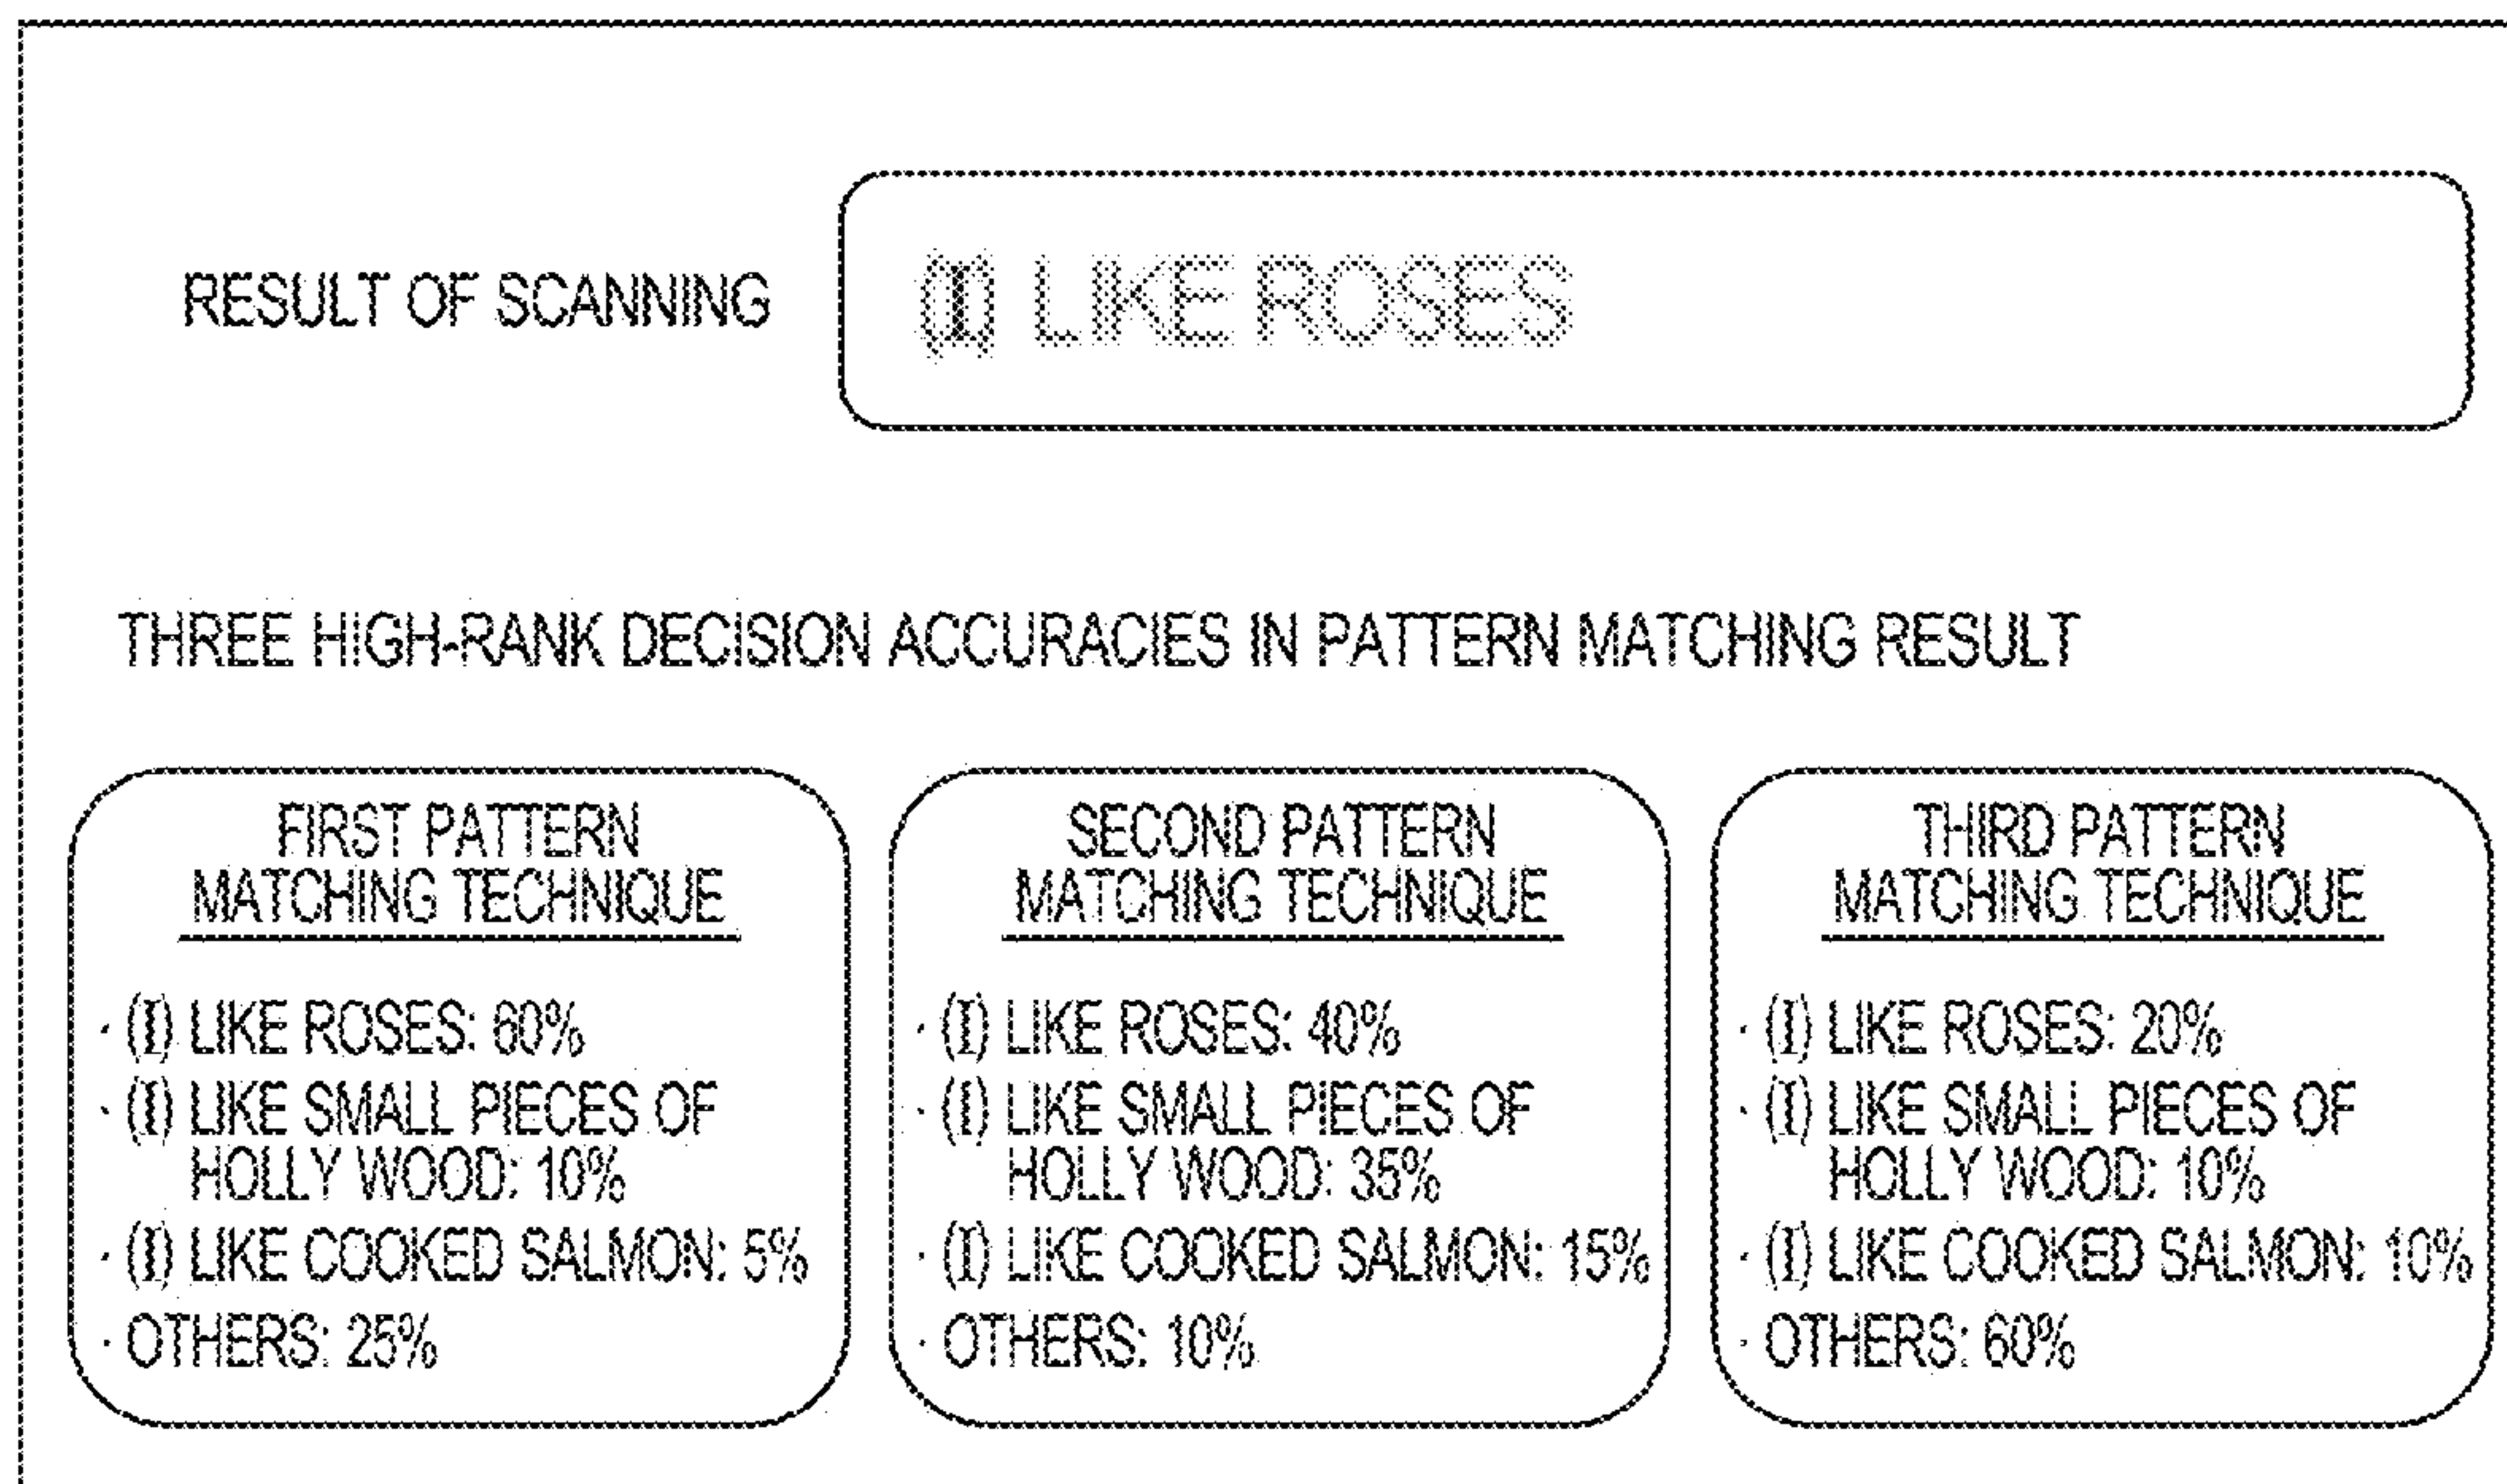 RESULT OF SCANNING
(I) LIKE ROSES
THREE HIGH-RANK DECISION ACCURACIES IN PATTERN MATCHING RESULT
FIRST PATTERN
MATCHING TECHNIQUE
· (I) LIKE ROSES: 60%
· (I) LIKE SMALL PIECES OF
HOLLY WOOD: 10%
· (I) LIKE COOKED SALMON: 5%
· OTHERS: 25%
SECOND PATTERN
MATCHING TECHNIQUE
· (I) LIKE ROSES: 40%
· (I) LIKE SMALL PIECES OF
HOLLY WOOD: 35%
· (I) LIKE COOKED SALMON: 15%
· OTHERS: 10%
THIRD PATTERN
MATCHING TECHNIQUE
· (I) LIKE ROSES: 20%
· (I) LIKE SMALL PIECES OF
HOLLY WOOD: 10%
· (I) LIKE COOKED SALMON: 10%
· OTHERS: 60%